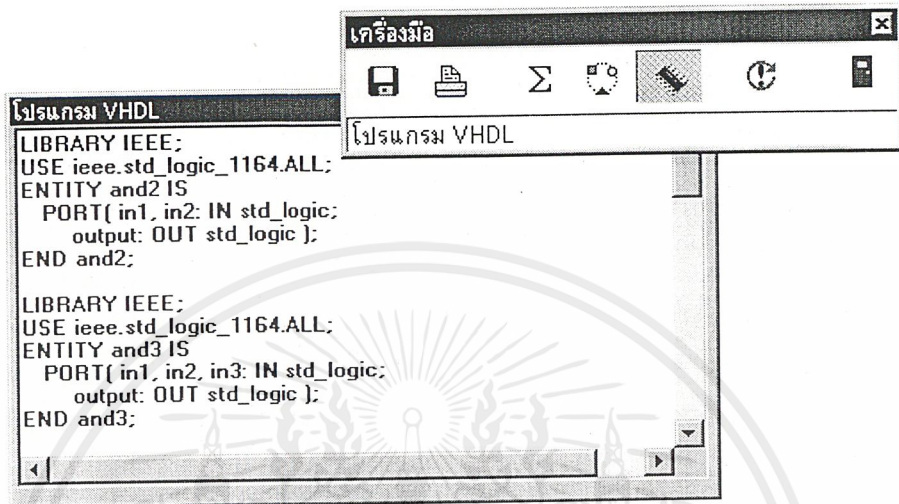 เครื่องมือ
โปรแกรม VHDL
โปรแกรม VHDL
LIBRARY IEEE;
USE ieee.std_logic_1164.ALL;
ENTITY and2 IS
PORT( in1, in2: IN std_logic;
output: OUT std_logic );
END and2;
LIBRARY IEEE;
USE ieee.std_logic_1164.ALL;
ENTITY and3 IS
PORT( in1, in2, in3: IN std_logic;
output: OUT std_logic );
END and3;